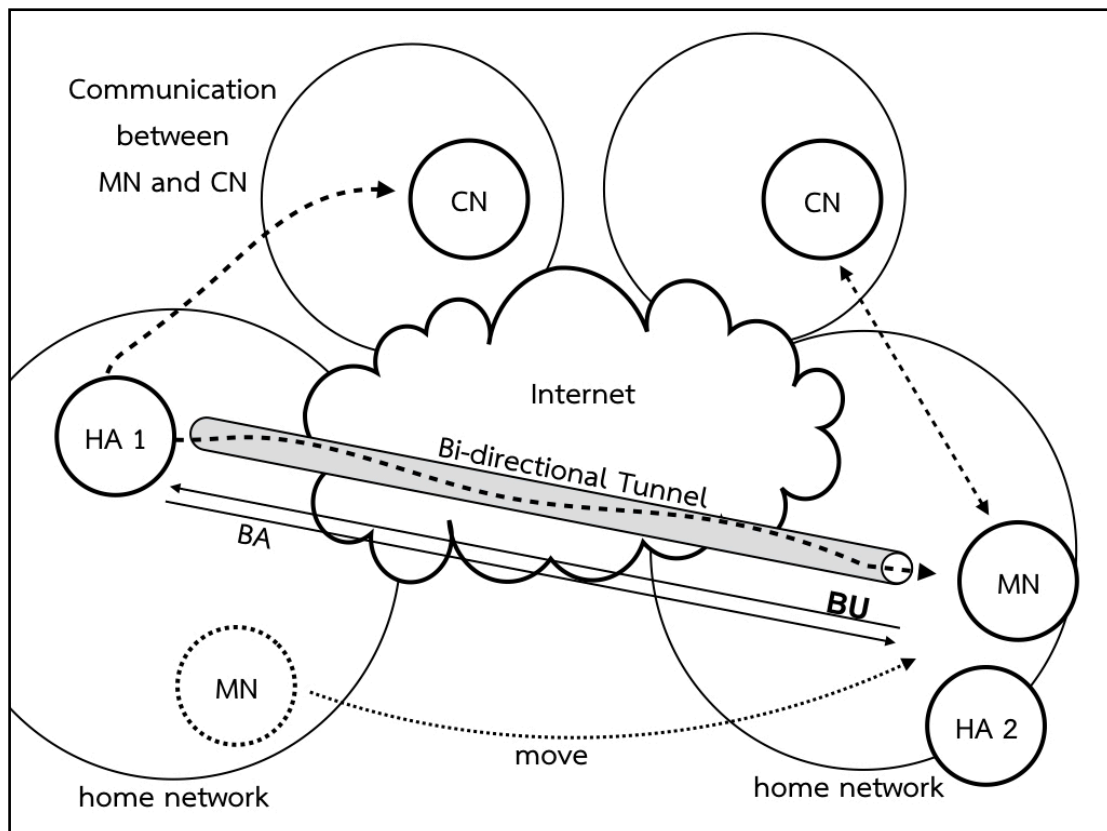 Communication
between
MN and CN
CN
CN
Internet
HA 1
Bi-directional Tunnel
BA
BU
MN
MN
HA 2
move
home network
home network